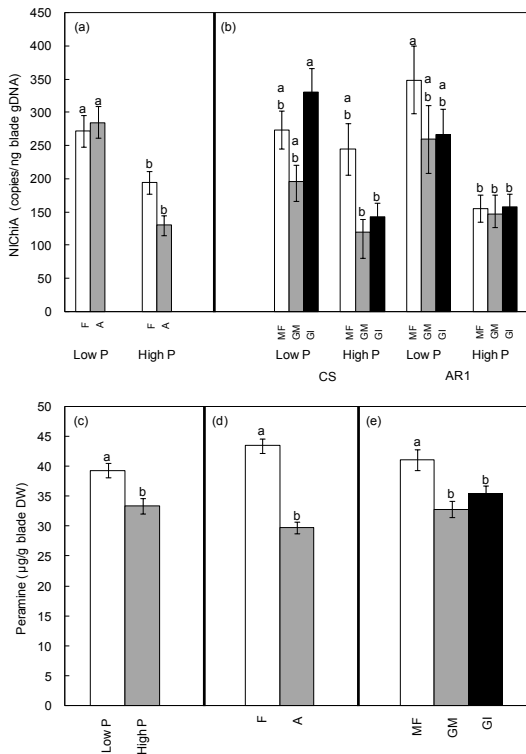 (a)
(b)
NlChiA (copies/ng blade gDNA)
450
400
350
300
250
200
150
100
50
0
a a b b
a b
a b
a
a b
b b
a
a b
a b
b b b
F A F A
MF GM GI MF GM GI MF GM GI MF GM GI
Low P High P Low P High P Low P High P
CS AR1
(c)
(d)
(e)
Peramine (µg/g blade DW)
50
45
40
35
30
25
20
15
10
5
0
a b
a b
a b b
Low P High P
F A
MF GM GI